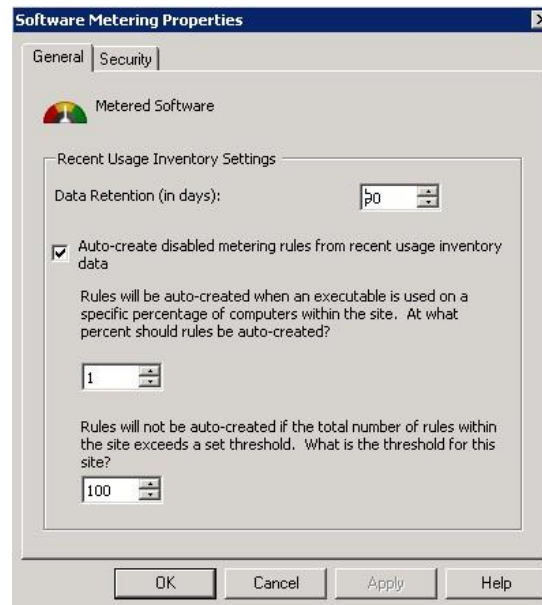 Software Metering Properties
General
Security
Metered Software
Recent Usage Inventory Settings
Data Retention (in days):
90
Auto-create disabled metering rules from recent usage inventory
data
Rules will be auto-created when an executable is used on a
specific percentage of computers within the site. At what
percent should rules be auto-created?
1
Rules will not be auto-created if the total number of rules within
the site exceeds a set threshold. What is the threshold for this
site?
100
OK
Cancel
Apply
Help